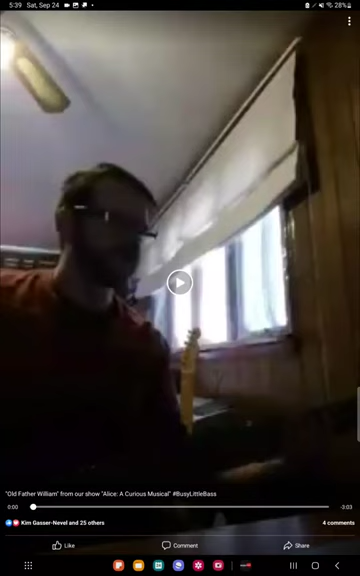 5:39 Sat, Sep 24 28%
"Old Father William" from our show "Alice: A Curious Musical" #BusyLittleBass
0:00 -3:03
Kim Gasser-Nevel and 25 others 4 comments
Like Comment Share